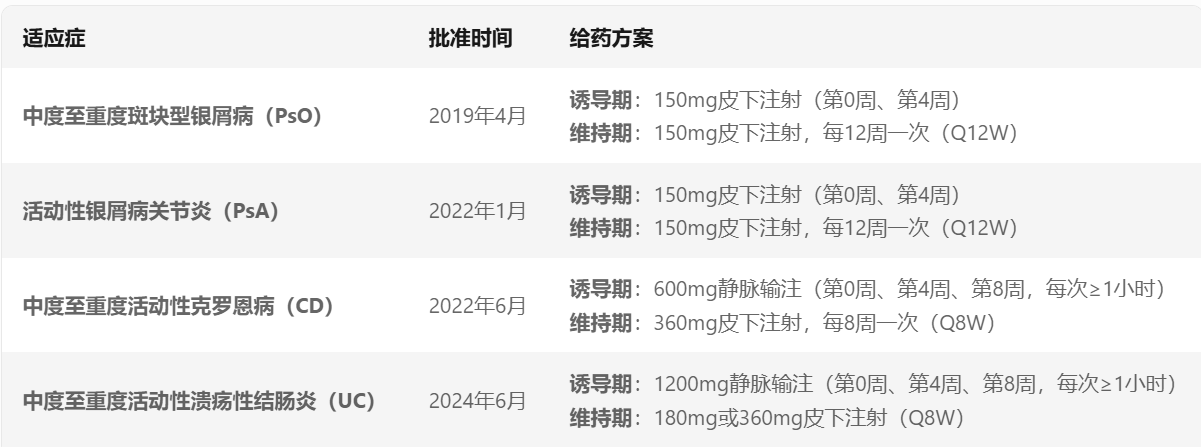 适应症 批准时间 给药方案
中度至重度斑块型银屑病（PsO） 2019年4月 诱导期：150mg皮下注射（第0周、第4周）
维持期：150mg皮下注射，每12周一次（Q12W）
活动性银屑病关节炎（PsA） 2022年1月 诱导期：150mg皮下注射（第0周、第4周）
维持期：150mg皮下注射，每12周一次（Q12W）
中度至重度活动性克罗恩病（CD） 2022年6月 诱导期：600mg静脉输注（第0周、第4周、第8周，每次≥1小时）
维持期：360mg皮下注射，每8周一次（Q8W）
中度至重度活动性溃疡性结肠炎（UC） 2024年6月 诱导期：1200mg静脉输注（第0周、第4周、第8周，每次≥1小时）
维持期：180mg或360mg皮下注射（Q8W）